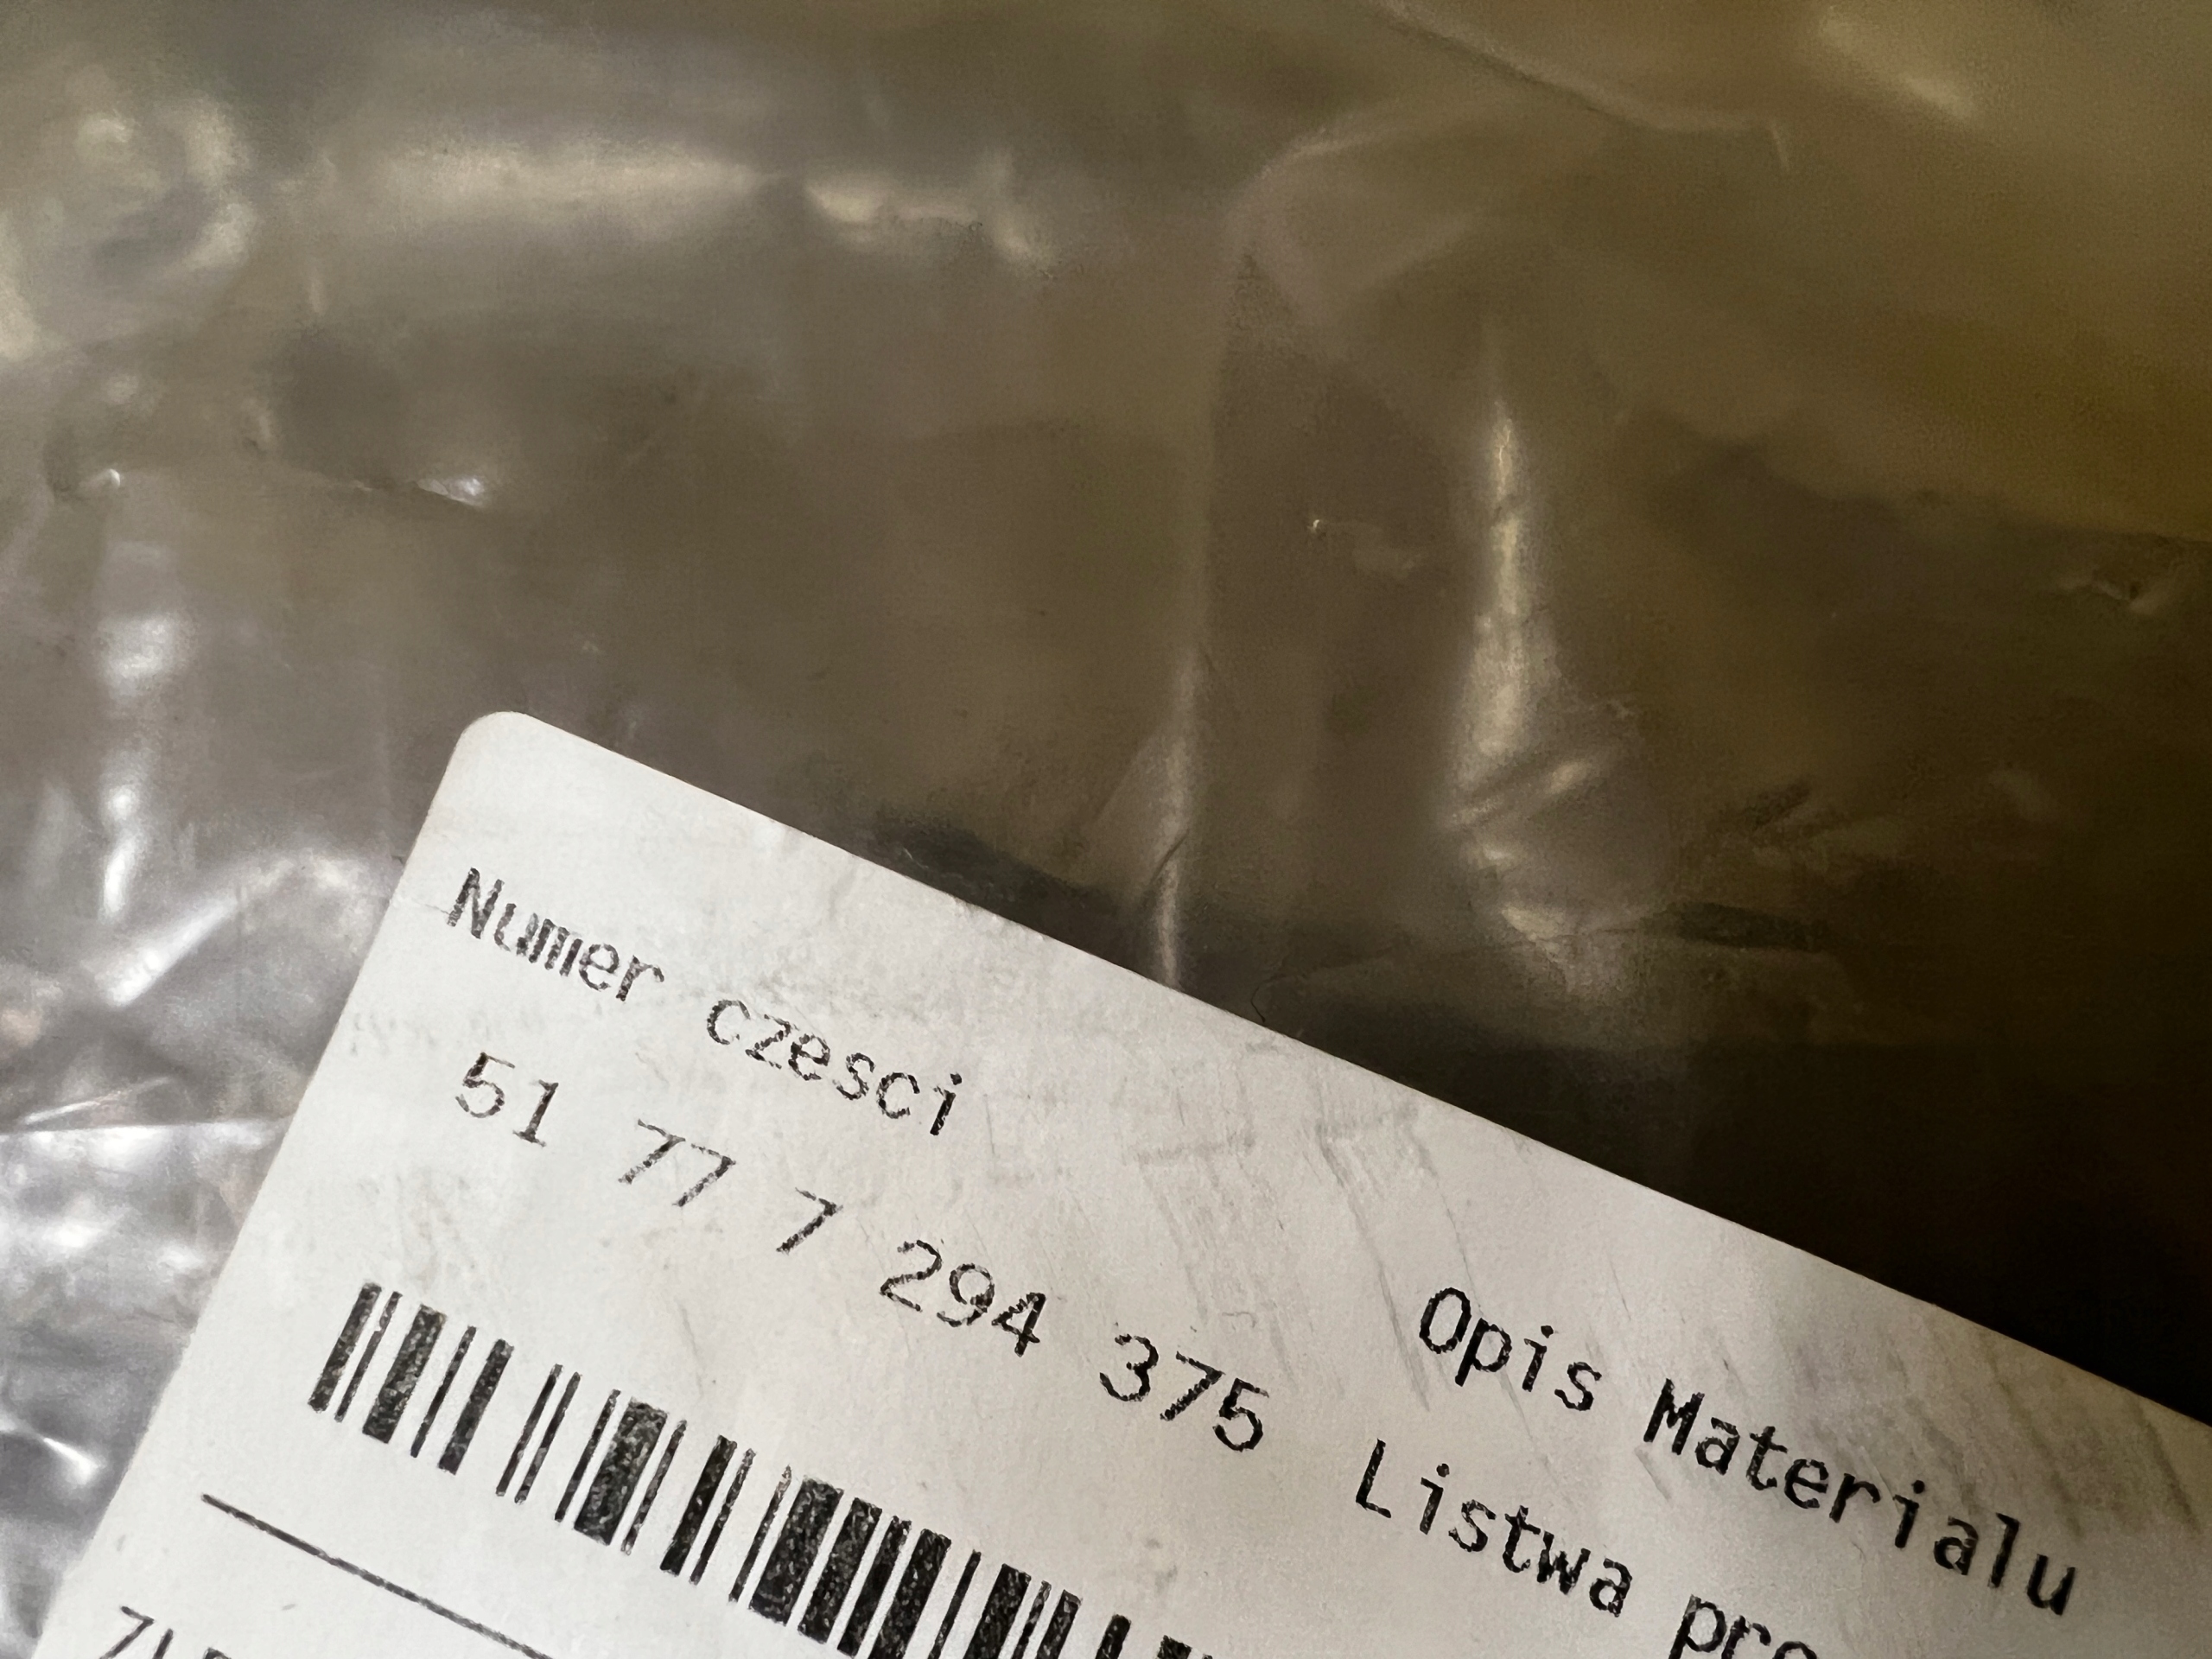 Numer czesci
51 77 7 294 375
Opis Materialu
Listwa